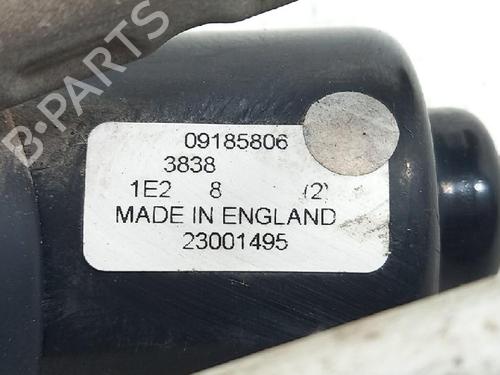 09185806
3838
1E2 8 (2)
MADE IN ENGLAND
23001495
B-PARTS